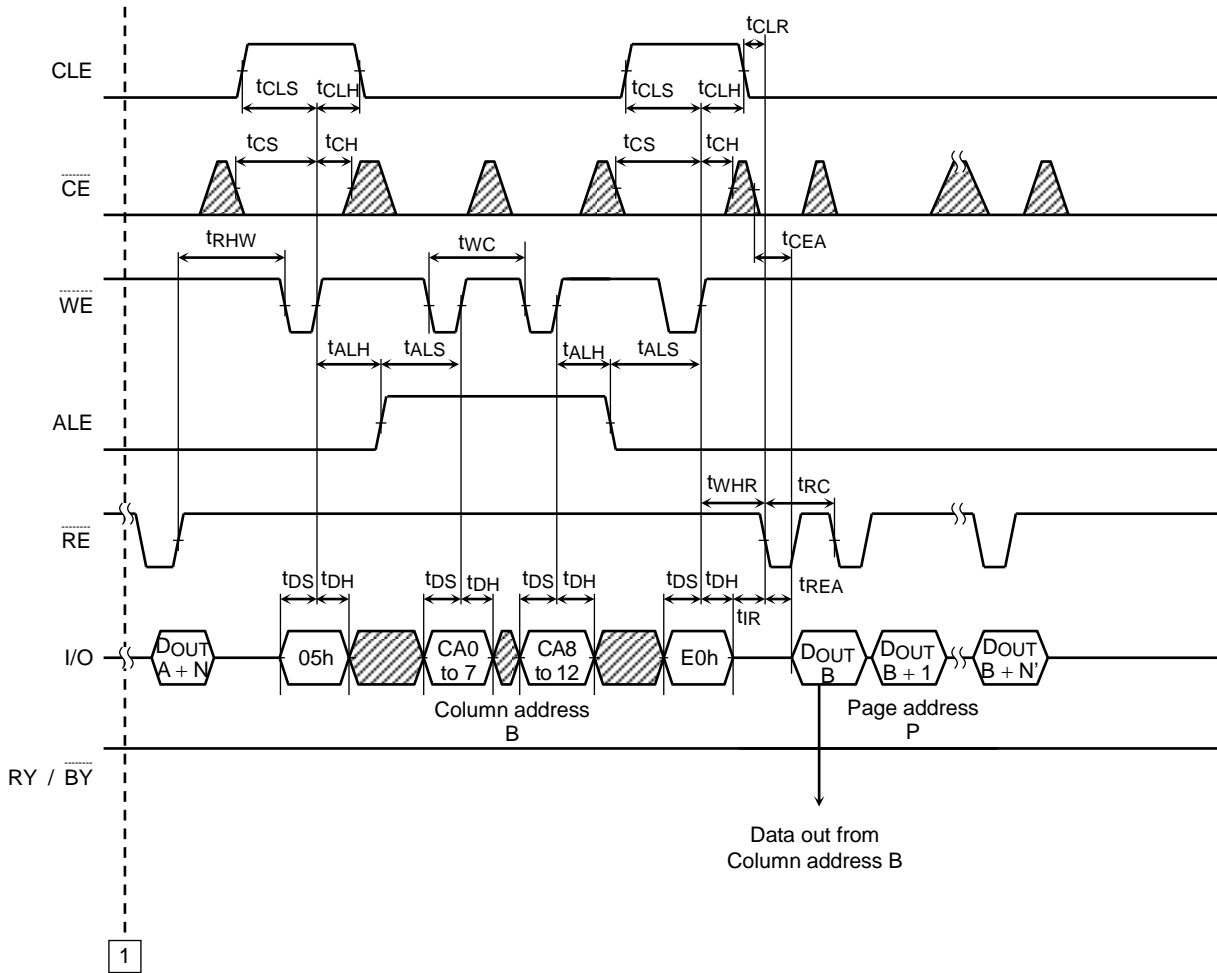 tCLR
CLE
tCLS tCLH tCLS tCLH
tCS tCH tCS tCH
CE
tRHW tWC tCEA
WE
tALH tALS tALH tALS
ALE
tWHR tRC
RE
tDS tDH tDS tDH tDS tDH tDS tDH tREA
tIR
I/O
DOUT
A + N
05h
CA0
to 7
CA8
to 12
E0h
DOUT
B
DOUT
B + 1
DOUT
B + N’
Column address
B
Page address
P
RY / BY
Data out from
Column address B
1